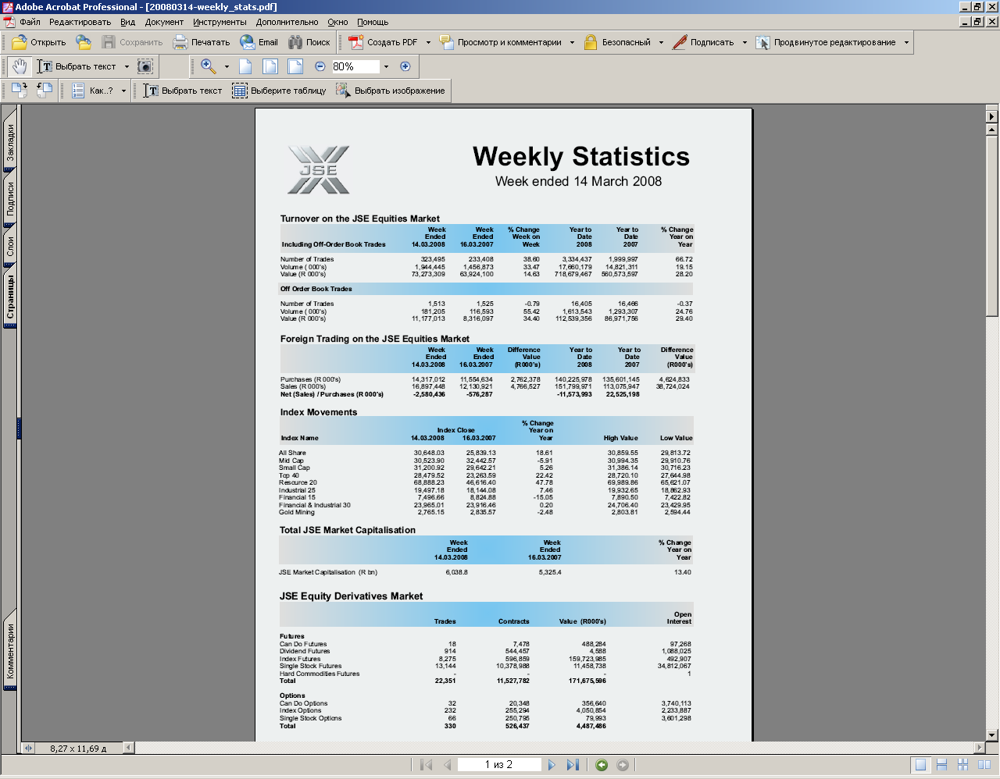 Adobe Acrobat Professional - [20080314-weekly_stats.pdf]
Файл Редактировать Вид Документ Инструменты Дополнительно Окно Помощь
Открыть Сохранить Печатать Email Поиск Создать PDF Просмотр и комментарии Безопасный Подписать Продвинутое редактирование
Выбрать текст 80%
Как..? Выбрать текст Выберите таблицу Выбрать изображение
Закладки
Подписи
Слои
Страницы
Комментарии
JSE
Weekly Statistics
Week ended 14 March 2008
Turnover on the JSE Equities Market
Week Week % Change Year to Year to % Change
Ended Ended Week on Date Date Year on
Including Off-Order Book Trades 14.03.2008 16.03.2007 Week 2008 2007 Year
Number of Trades 323,495 233,408 38.60 3,334,437 1,999,997 66.72
Volume ( 000's) 1,944,445 1,456,873 33.47 17,660,179 14,821,311 19.15
Value (R 000's) 73,273,309 63,924,100 14.63 718,679,467 560,573,597 28.20
Off Order Book Trades
Number of Trades 1,513 1,525 -0.79 16,405 16,466 -0.37
Volume ( 000's) 181,205 116,593 55.42 1,613,543 1,293,307 24.76
Value (R 000's) 11,177,013 8,316,097 34.40 112,539,356 86,971,756 29.40
Foreign Trading on the JSE Equities Market
Week Week Difference Year to Year to Difference
Ended Ended Value Date Date Value
14.03.2008 16.03.2007 (R000's) 2008 2007 (R000's)
Purchases (R 000's) 14,317,012 11,554,634 2,762,378 140,225,978 135,601,145 4,624,833
Sales (R 000's) 16,897,448 12,130,921 4,766,527 151,799,971 113,075,947 38,724,024
Net (Sales) / Purchases (R 000's) -2,580,436 -576,287 -11,573,993 22,525,198
Index Movements
% Change
Index Close Year on
Index Name 14.03.2008 16.03.2007 Year High Value Low Value
All Share 30,648.03 25,839.13 18.61 30,859.55 29,813.72
Mid Cap 30,523.90 32,442.57 -5.91 30,994.35 29,910.76
Small Cap 31,200.92 29,642.21 5.26 31,386.14 30,716.23
Top 40 28,479.52 23,263.59 22.42 28,720.10 27,644.98
Resource 20 68,888.23 46,616.40 47.78 69,989.86 65,621.07
Industrial 25 19,497.18 18,144.08 7.46 19,932.65 18,862.93
Financial 15 7,496.66 8,824.88 -15.05 7,890.50 7,422.82
Financial & Industrial 30 23,965.01 23,916.46 0.20 24,706.40 23,429.95
Gold Mining 2,765.15 2,835.57 -2.48 2,803.81 2,594.44
Total JSE Market Capitalisation
Week Week % Change
Ended Ended Year on
14.03.2008 16.03.2007 Year
JSE Market Capitalisation (R bn) 6,038.8 5,325.4 13.40
JSE Equity Derivatives Market
Open
Trades Contracts Value (R000's) Interest
Futures
Can Do Futures 18 7,478 488,284 97,268
Dividend Futures 914 544,457 4,588 1,088,025
Index Futures 8,275 596,859 159,723,985 492,907
Single Stock Futures 13,144 10,378,988 11,458,738 34,812,067
Hard Commodities Futures - - - 1
Total 22,351 11,527,782 171,675,596
Options
Can Do Options 32 20,348 356,640 3,740,113
Index Options 232 255,294 4,050,854 2,233,887
Single Stock Options 66 250,795 79,993 3,601,298
Total 330 526,437 4,487,486
8,27 x 11,69 д
1 из 2